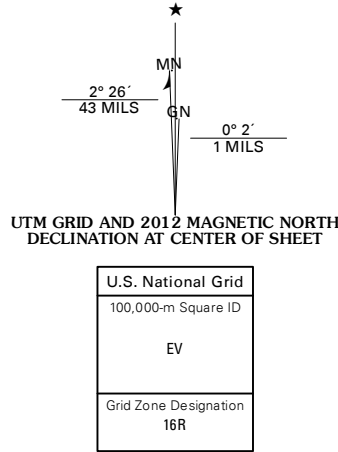 ★
MN
2° 26´
43 MILS
GN
0° 2´
1 MILS
UTM GRID AND 2012 MAGNETIC NORTH
DECLINATION AT CENTER OF SHEET
U.S. National Grid
100,000-m Square ID
EV
Grid Zone Designation
16R